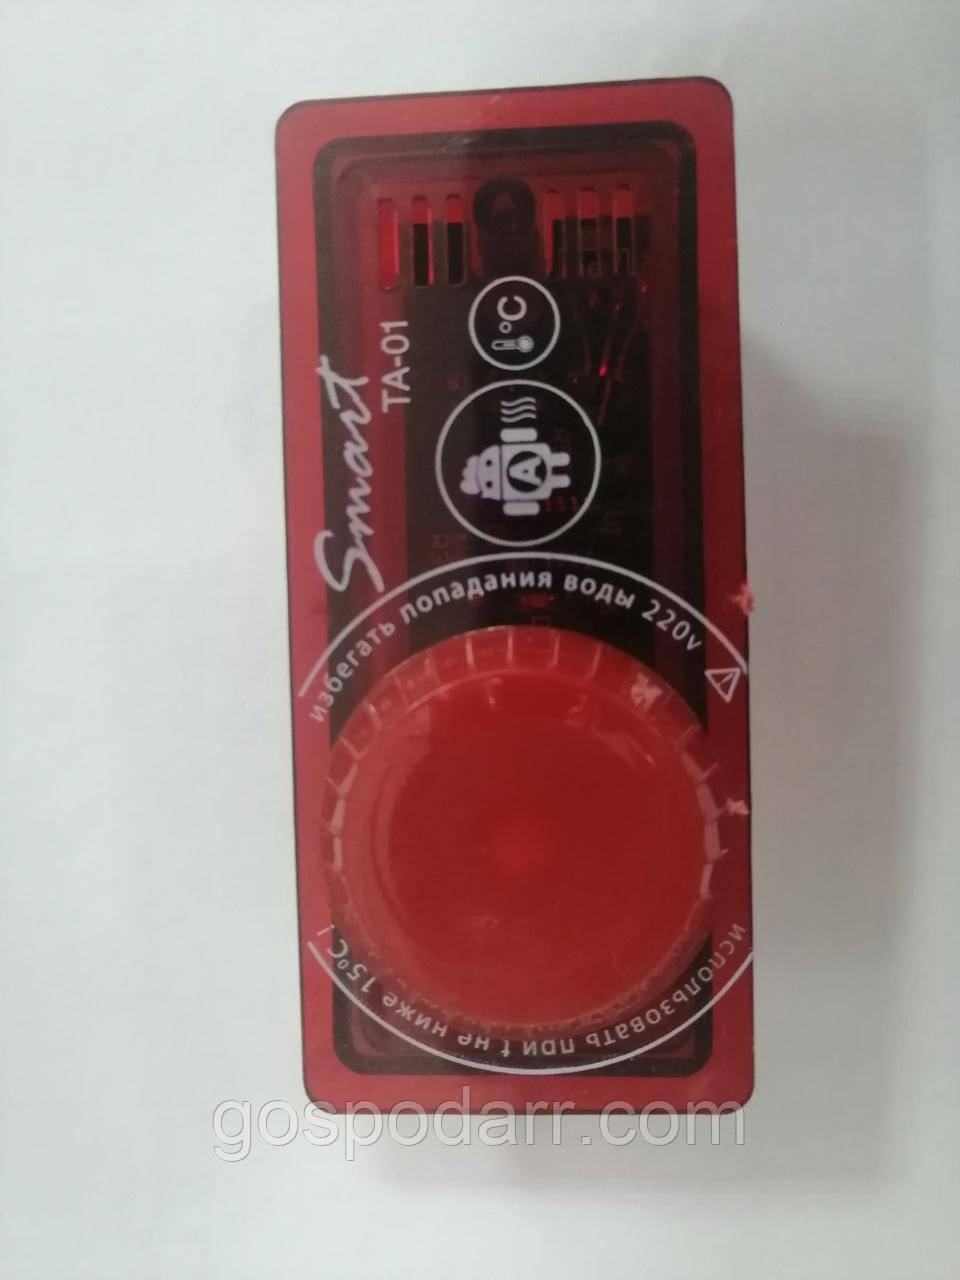 Smart
TA-01
°C
A
избегать попадания воды 220v
использовать при t не ниже 15°C!
gospodarr.com